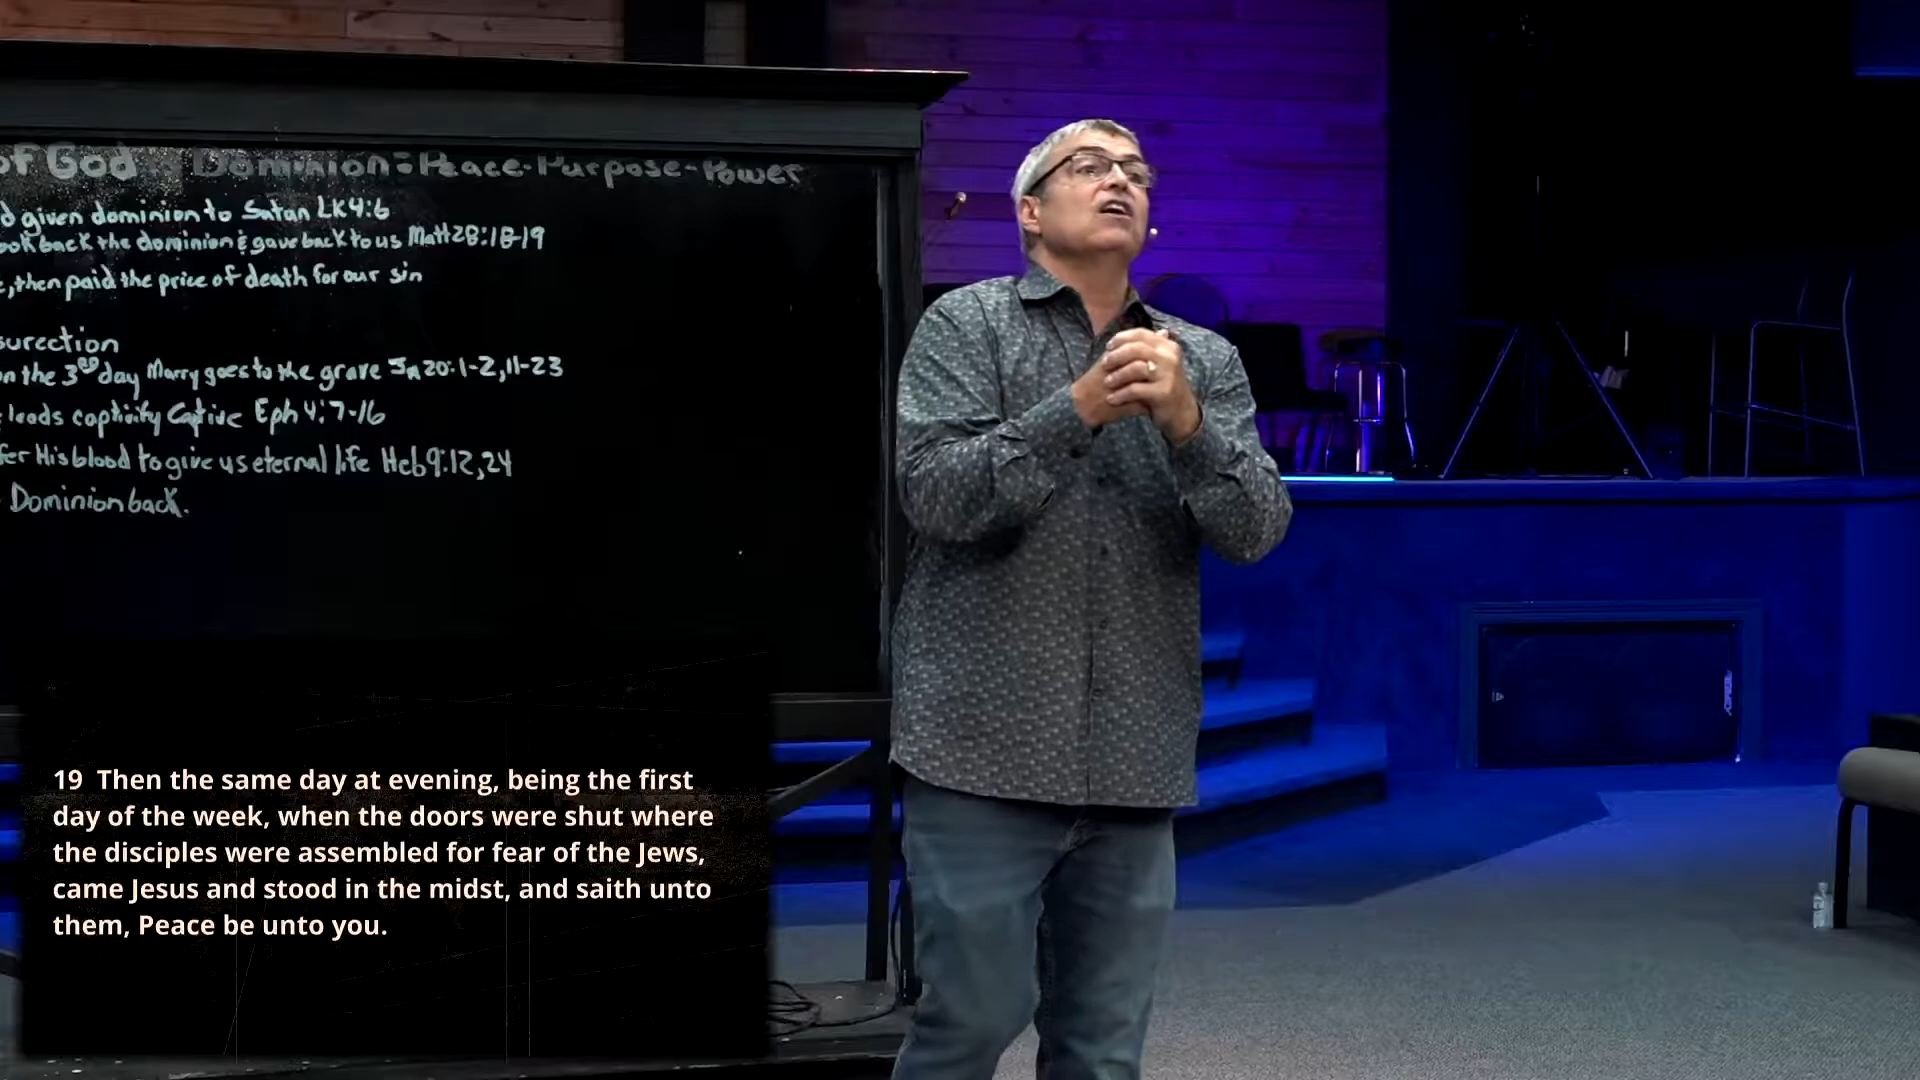 of God : Dominion = Peace-Purpose-Power
d given dominion to Satan LK4:6
ook back the dominion & gave back to us Matt 28:18-19
e, then paid the price of death for our sin
surection
on the 3rd day Marry goes to the grave Jn 20:1-2,11-23
leads captivity Captive Eph 4:7-16
fer His blood to give us eternal life Heb 9:12,24
Dominion back.
19 Then the same day at evening, being the first
day of the week, when the doors were shut where
the disciples were assembled for fear of the Jews,
came Jesus and stood in the midst, and saith unto
them, Peace be unto you.